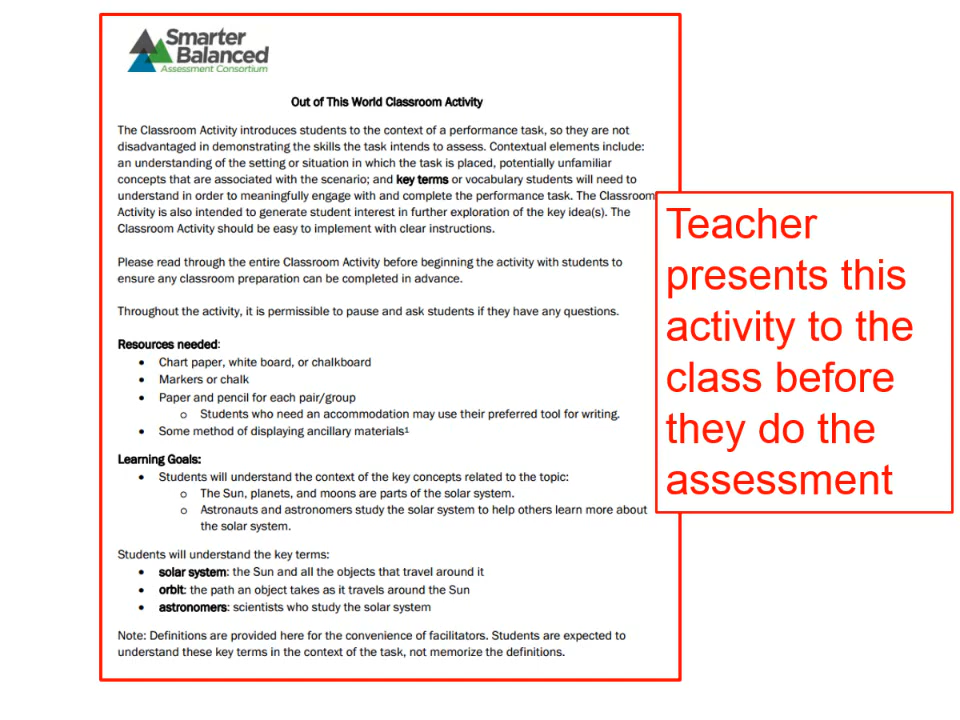 Smarter
Balanced
Assessment Consortium
Out of This World Classroom Activity
The Classroom Activity introduces students to the context of a performance task, so they are not
disadvantaged in demonstrating the skills the task intends to assess. Contextual elements include:
an understanding of the setting or situation in which the task is placed, potentially unfamiliar
concepts that are associated with the scenario; and key terms or vocabulary students will need to
understand in order to meaningfully engage with and complete the performance task. The Classroom
Activity is also intended to generate student interest in further exploration of the key idea(s). The
Classroom Activity should be easy to implement with clear instructions.
Please read through the entire Classroom Activity before beginning the activity with students to
ensure any classroom preparation can be completed in advance.
Throughout the activity, it is permissible to pause and ask students if they have any questions.
Resources needed:
• Chart paper, white board, or chalkboard
• Markers or chalk
• Paper and pencil for each pair/group
o Students who need an accommodation may use their preferred tool for writing.
• Some method of displaying ancillary materials¹
Learning Goals:
• Students will understand the context of the key concepts related to the topic:
o The Sun, planets, and moons are parts of the solar system.
o Astronauts and astronomers study the solar system to help others learn more about
the solar system.
Students will understand the key terms:
• solar system: the Sun and all the objects that travel around it
• orbit: the path an object takes as it travels around the Sun
• astronomers: scientists who study the solar system
Note: Definitions are provided here for the convenience of facilitators. Students are expected to
understand these key terms in the context of the task, not memorize the definitions.
Teacher
presents this
activity to the
class before
they do the
assessment